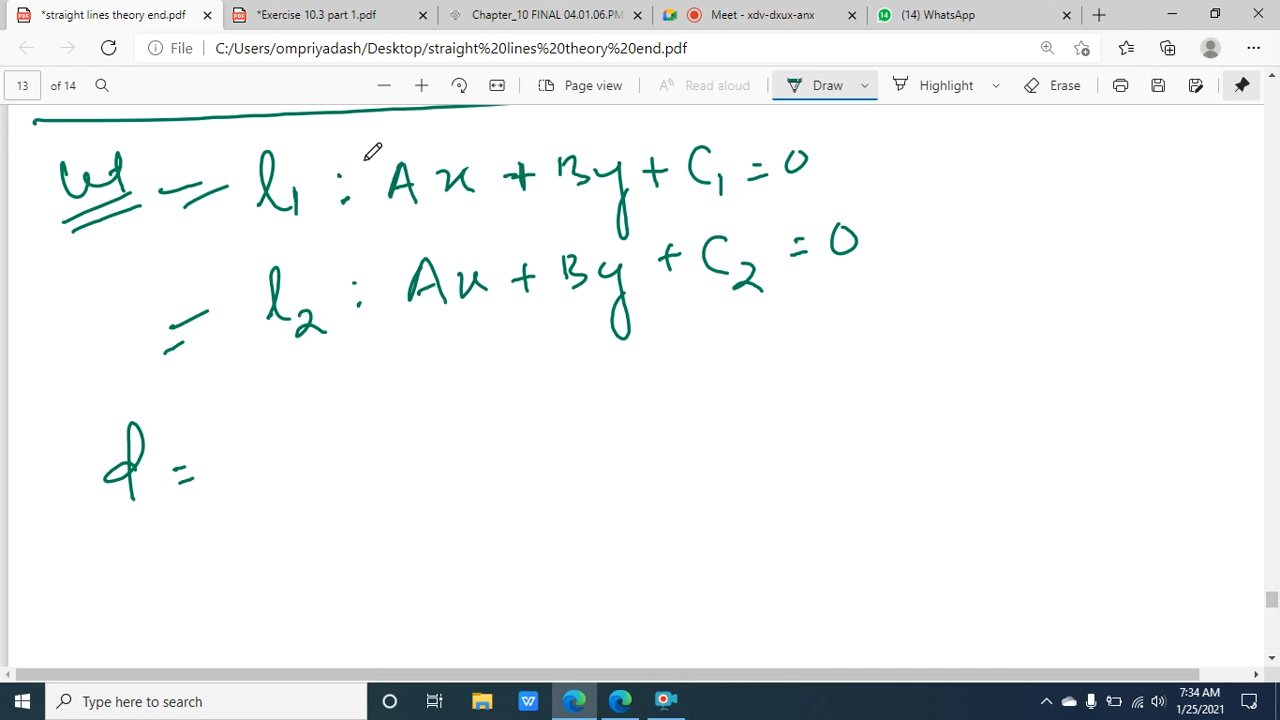 *straight lines theory end.pdf
*Exercise 10.3 part 1.pdf
Chapter_10 FINAL 04.01.06.PM
Meet - xdv-dxux-anx
(14) WhatsApp
File C:/Users/ompriyadash/Desktop/straight%20lines%20theory%20end.pdf
13 of 14 Page view Read aloud Draw Highlight Erase
let l₁ : Ax + By + C₁ = 0
= l₂ : Ax + By + C₂ = 0
d =
Type here to search
7:34 AM
1/25/2021